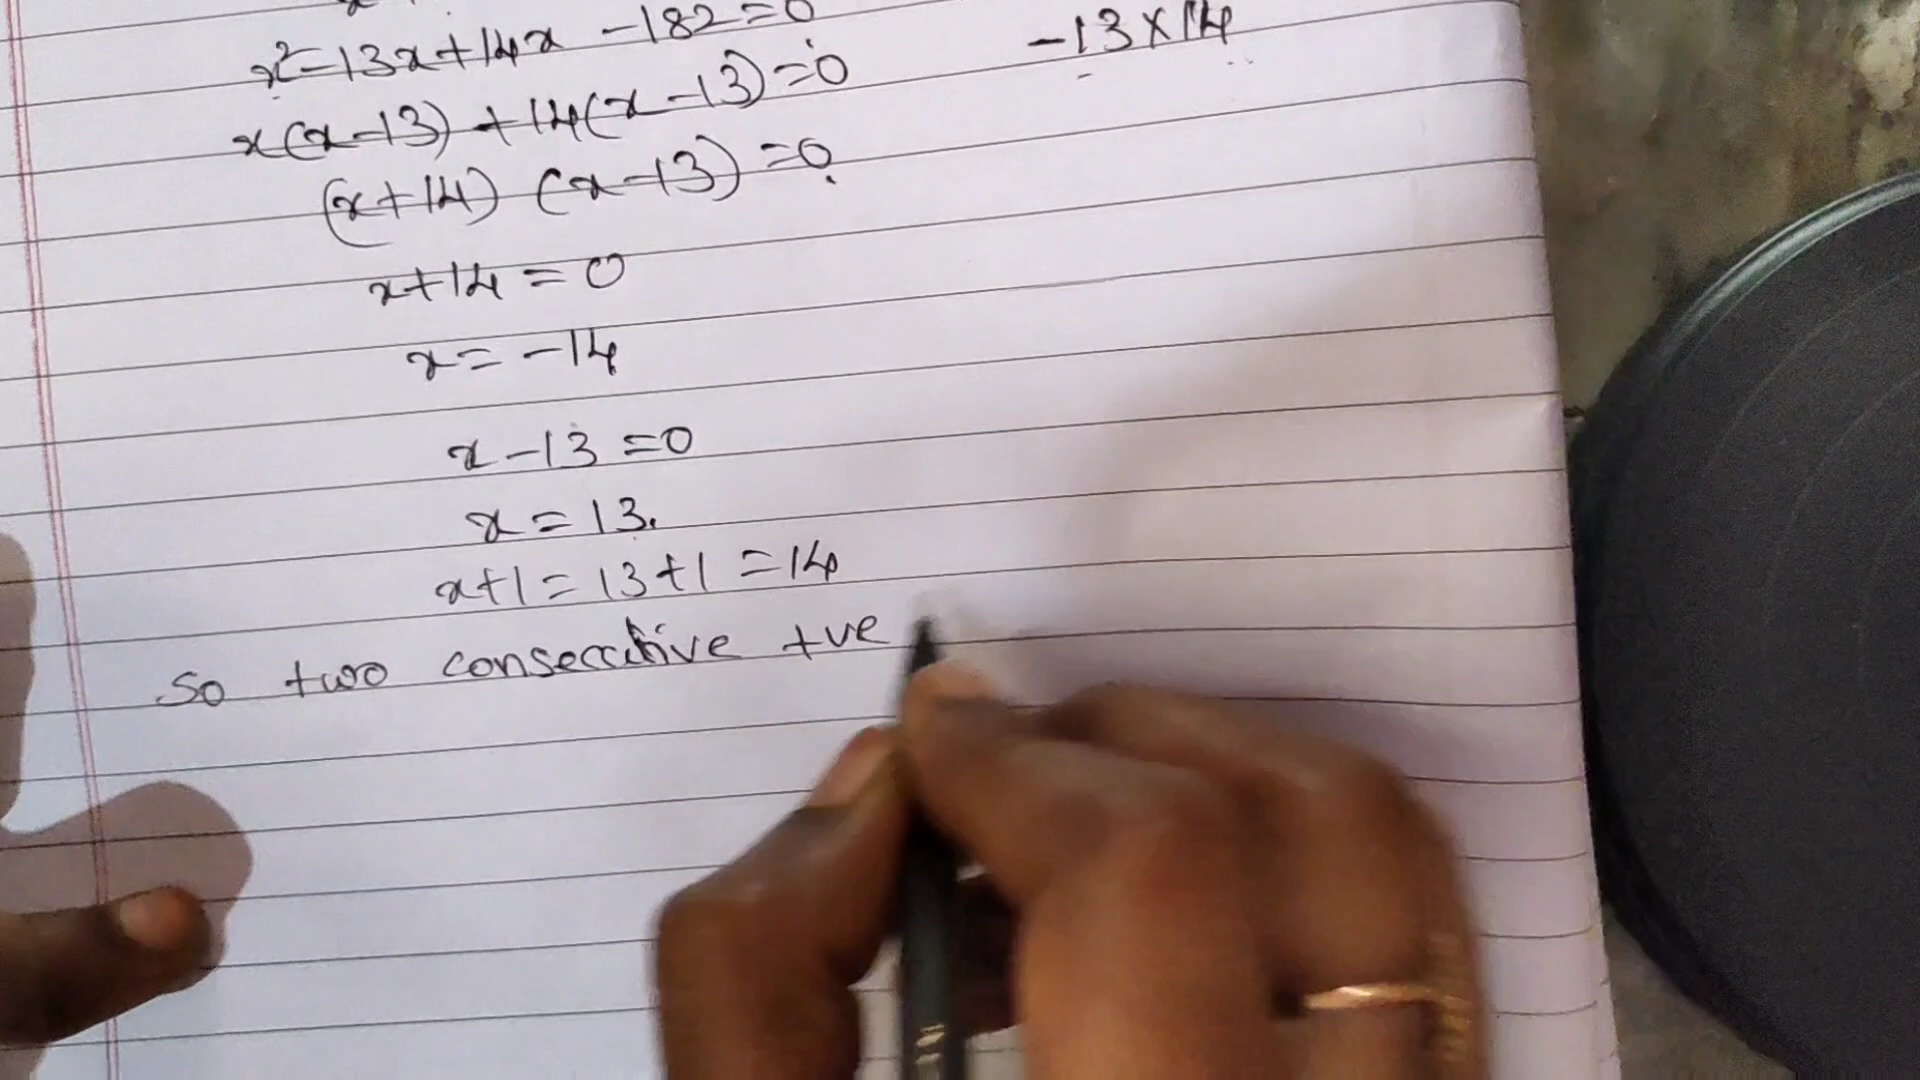 x²-13x+14x -182=0
-13×14
x(x-13) +14(x-13)=0
(x+14) (x-13)=0
x+14=0
x=-14
x-13=0
x=13.
x+1=13+1=14
So two consecutive +ve